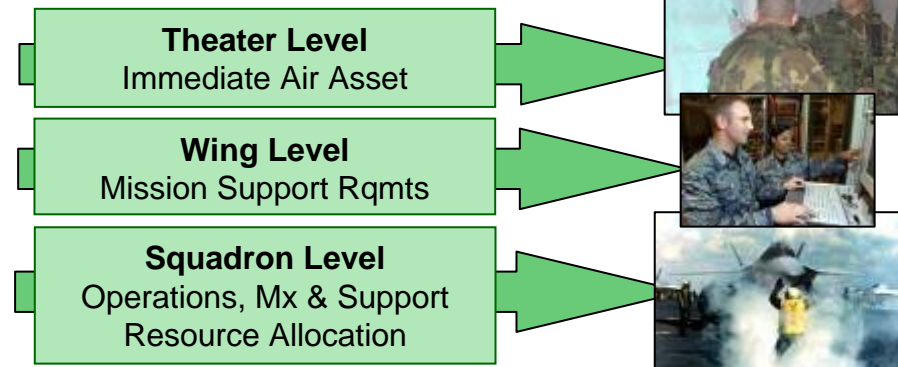 Theater Level
Immediate Air Asset
Wing Level
Mission Support Rqmts
Squadron Level
Operations, Mx & Support
Resource Allocation